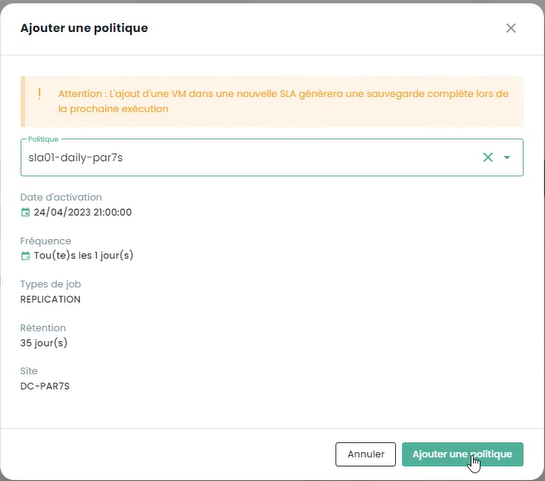 Ajouter une politique
Attention : L'ajout d'une VM dans une nouvelle SLA générera une sauvegarde complète lors de
la prochaine exécution
Politique
sla01-daily-par7s
Date d'activation
24/04/2023 21:00:00
Fréquence
Tou(te)s les 1 jour(s)
Types de job
REPLICATION
Rétention
35 jour(s)
Site
DC-PAR7S
Annuler
Ajouter une politique